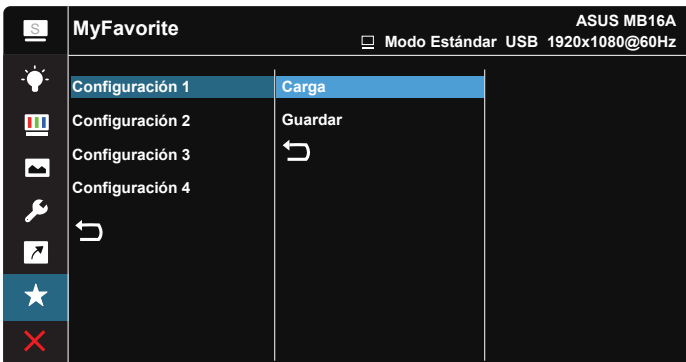 S
MyFavorite
ASUS MB16A
Modo Estándar USB 1920x1080@60Hz
Configuración 1
Carga
Configuración 2
Guardar
Configuración 3
Configuración 4